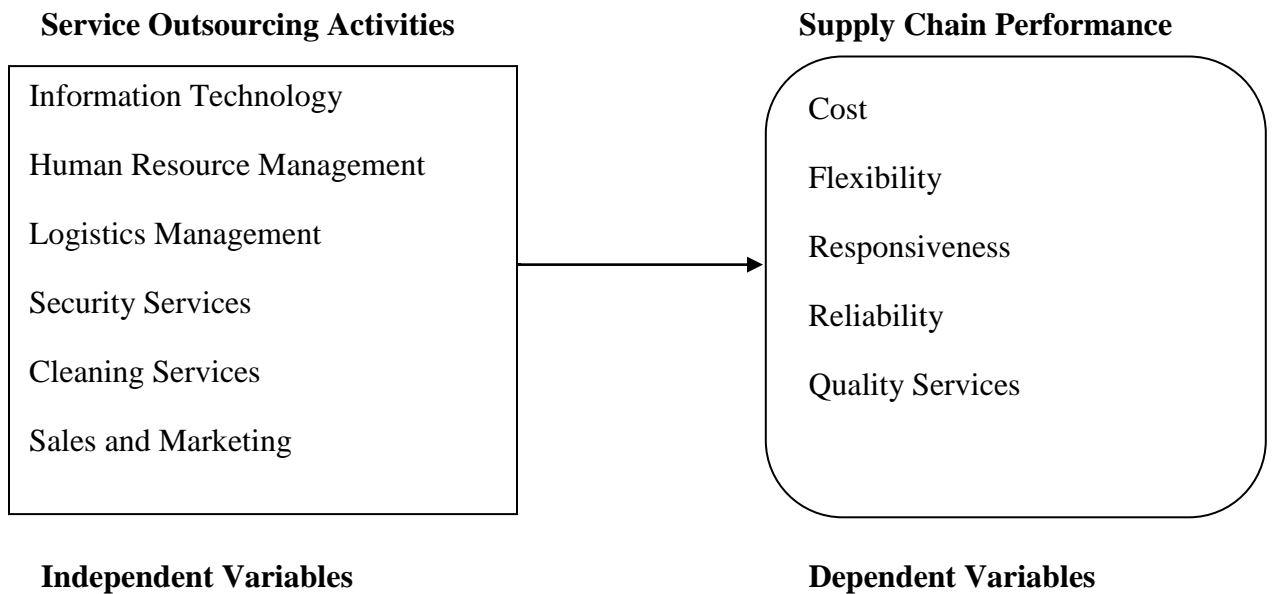 Service Outsourcing Activities
Supply Chain Performance
Information Technology
Human Resource Management
Logistics Management
Security Services
Cleaning Services
Sales and Marketing
Cost
Flexibility
Responsiveness
Reliability
Quality Services
Independent Variables
Dependent Variables